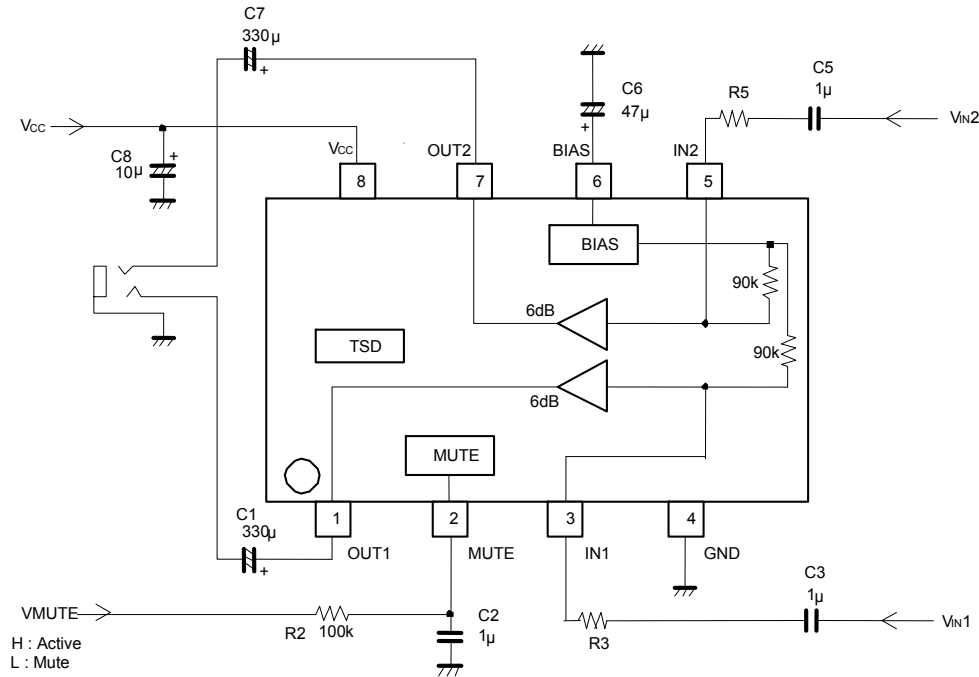 C7
330µ
+
C6
47µ
+
C5
1µ
R5
VIN2
VCC
C8
10µ
+
VCC
OUT2
BIAS
IN2
8
7
6
5
BIAS
90k
6dB
90k
TSD
6dB
MUTE
C1
330µ
+
1
2
3
4
OUT1
MUTE
IN1
GND
VMUTE
R2
100k
C2
1µ
R3
C3
1µ
VIN1
H : Active
L : Mute